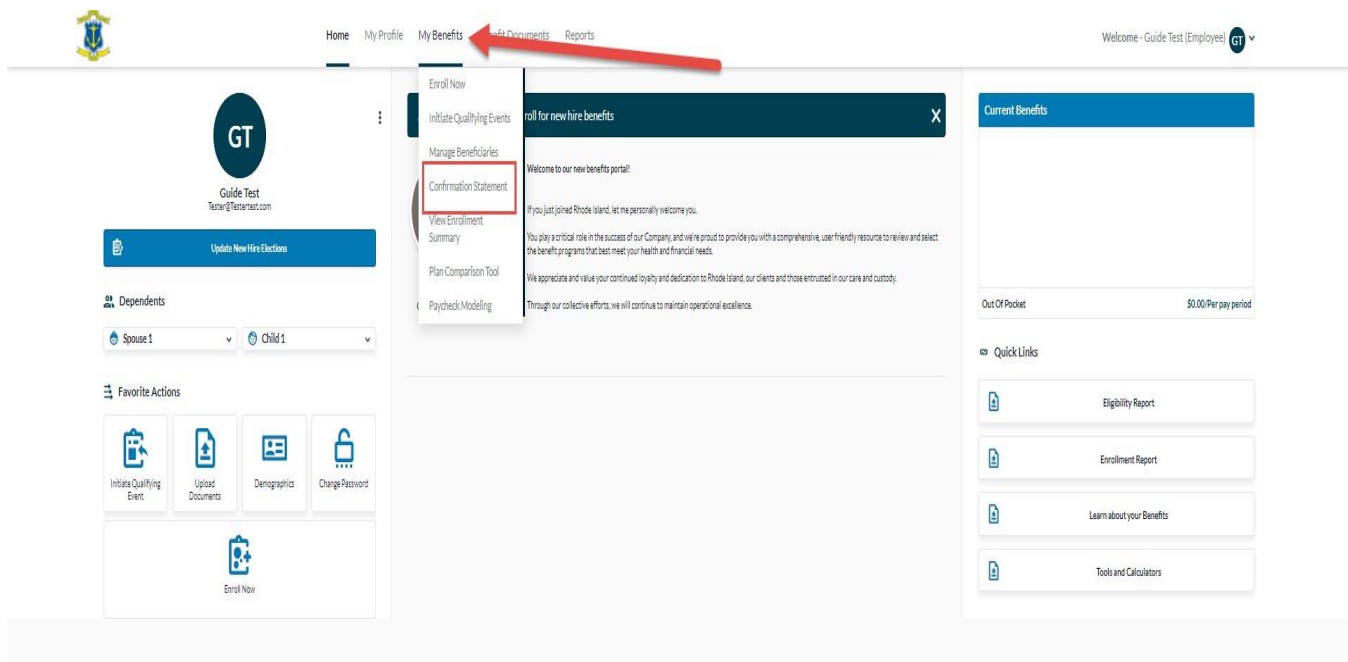 Home My Profile My Benefits Documents Reports
Welcome - Guide Test (Employee) GT
Enroll Now
Initiate Qualifying Events
Manage Beneficiaries
Confirmation Statement
View Enrollment
Summary
Plan Comparison Tool
Paycheck Modeling
GT
Guide Test
Tester@Testertest.com
Update New Hire Elections
Dependents
Spouse 1
Child 1
Favorite Actions
Initiate Qualifying
Event
Upload
Documents
Demographics
Change Password
Enroll Now
roll for new hire benefits X
Welcome to our new benefits portal!
If you just joined Rhode Island, let me personally welcome you.
You play a critical role in the success of our Company, and we're proud to provide you with a comprehensive, user friendly resource to review and select
the benefit programs that best meet your health and financial needs.
We appreciate and value your continued loyalty and dedication to Rhode Island, our clients and those entrusted in our care and custody.
Through our collective efforts, we will continue to maintain operational excellence.
Current Benefits
Out Of Pocket $0.00/Per pay period
Quick Links
Eligibility Report
Enrollment Report
Learn about your Benefits
Tools and Calculators